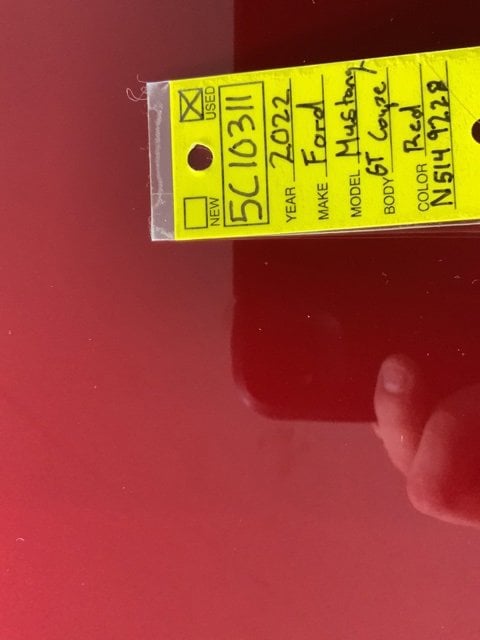 NEW USED
5C10311
YEAR 2022
MAKE Ford
MODEL Mustang
BODY GT Coupe
COLOR Red
N5149228